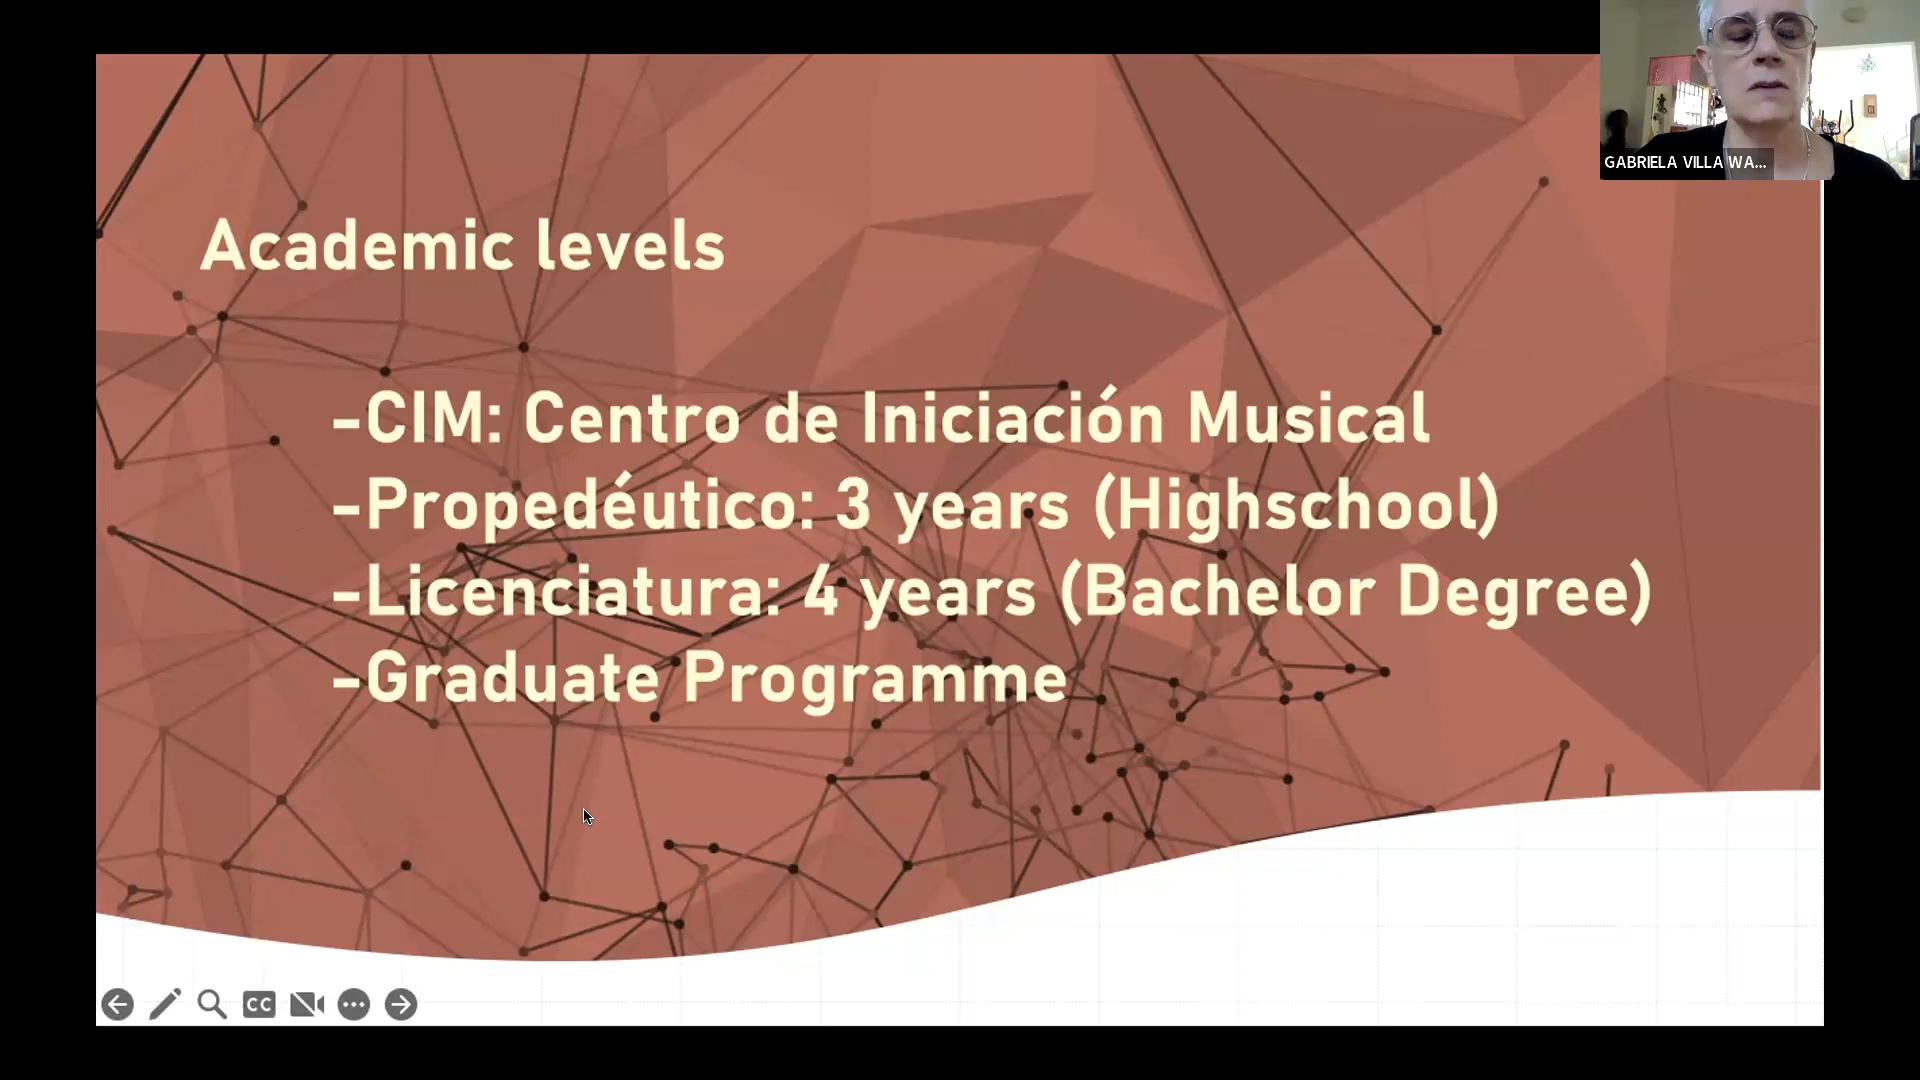 GABRIELA VILLA WA...
Academic levels
-CIM: Centro de Iniciación Musical
-Propedéutico: 3 years (Highschool)
-Licenciatura: 4 years (Bachelor Degree)
-Graduate Programme
CC